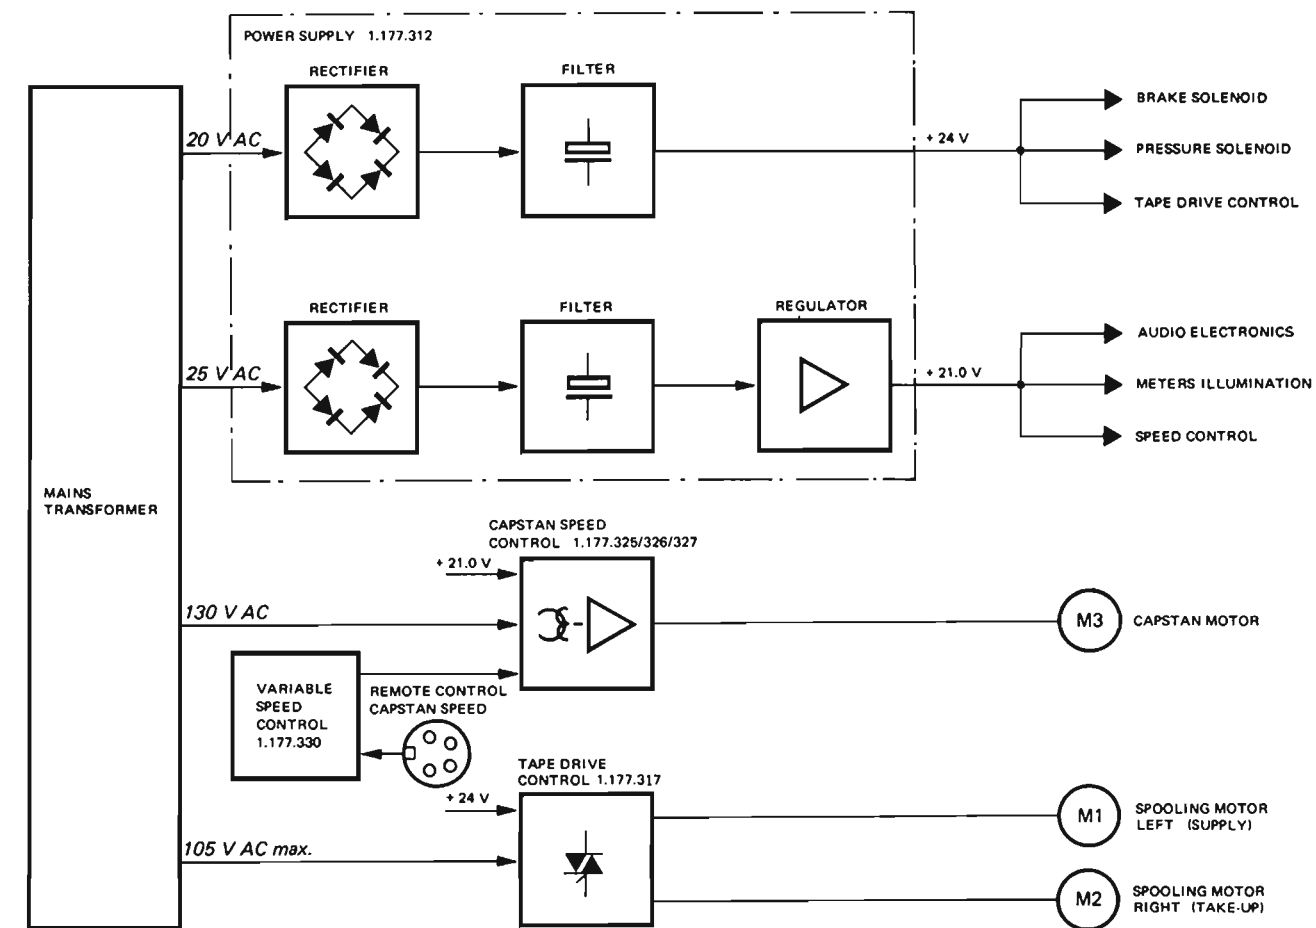 POWER SUPPLY 1.177.312
RECTIFIER
FILTER
20 V AC
+ 24 V
BRAKE SOLENOID
PRESSURE SOLENOID
TAPE DRIVE CONTROL
RECTIFIER
FILTER
REGULATOR
25 V AC
+ 21.0 V
AUDIO ELECTRONICS
METERS ILLUMINATION
SPEED CONTROL
MAINS
TRANSFORMER
CAPSTAN SPEED
CONTROL 1.177.325/326/327
+ 21.0 V
130 V AC
M3
CAPSTAN MOTOR
VARIABLE
SPEED
CONTROL
1.177.330
REMOTE CONTROL
CAPSTAN SPEED
TAPE DRIVE
CONTROL 1.177.317
+ 24 V
105 V AC max.
M1
SPOOLING MOTOR
LEFT (SUPPLY)
M2
SPOOLING MOTOR
RIGHT (TAKE-UP)